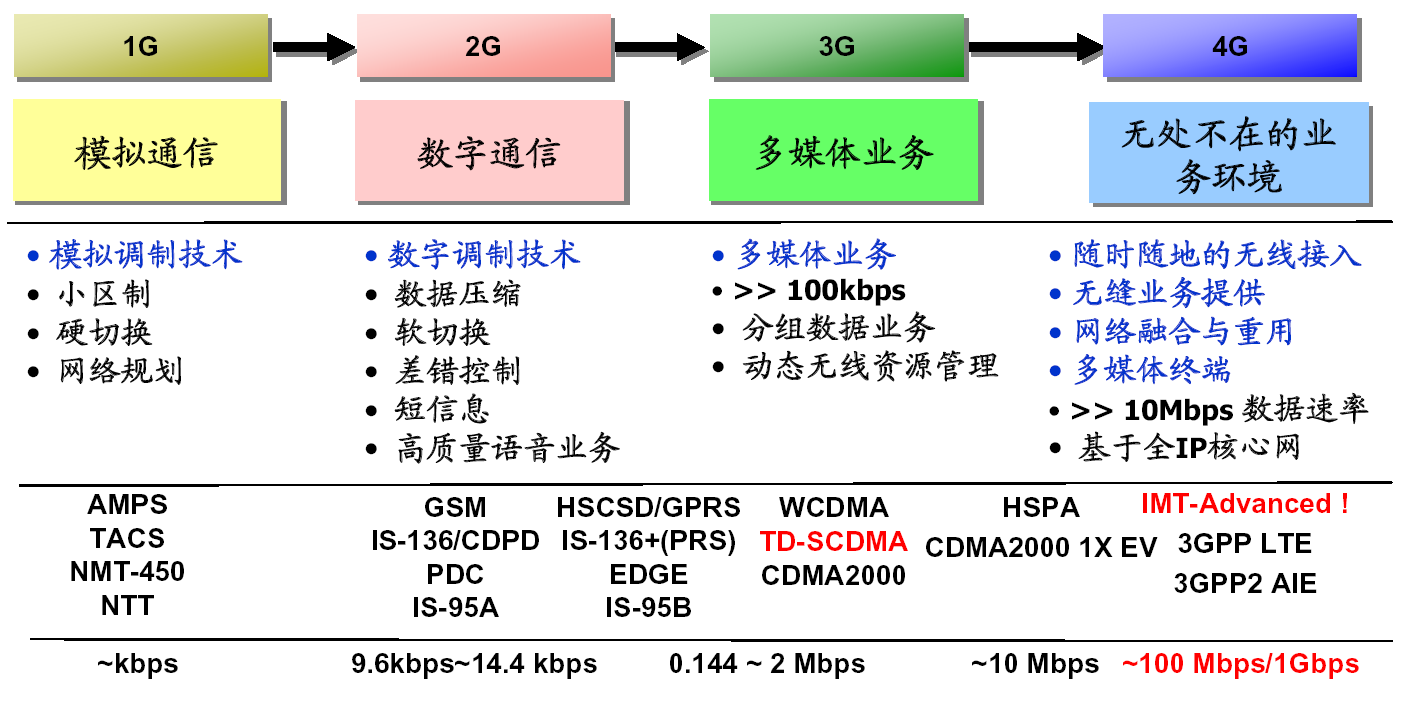 1G
2G
3G
4G
模拟通信
数字通信
多媒体业务
无处不在的业
务环境
• 模拟调制技术
• 小区制
• 硬切换
• 网络规划
• 数字调制技术
• 数据压缩
• 软切换
• 差错控制
• 短信息
• 高质量语音业务
• 多媒体业务
• >> 100kbps
• 分组数据业务
• 动态无线资源管理
• 随时随地的无线接入
• 无缝业务提供
• 网络融合与重用
• 多媒体终端
• >> 10Mbps 数据速率
• 基于全IP核心网
AMPS
TACS
NMT-450
NTT
GSM
IS-136/CDPD
PDC
IS-95A
HSCSD/GPRS
IS-136+(PRS)
EDGE
IS-95B
WCDMA
TD-SCDMA
CDMA2000
HSPA
CDMA2000 1X EV
IMT-Advanced！
3GPP LTE
3GPP2 AIE
~kbps
9.6kbps~14.4 kbps
0.144 ~ 2 Mbps
~10 Mbps
~100 Mbps/1Gbps